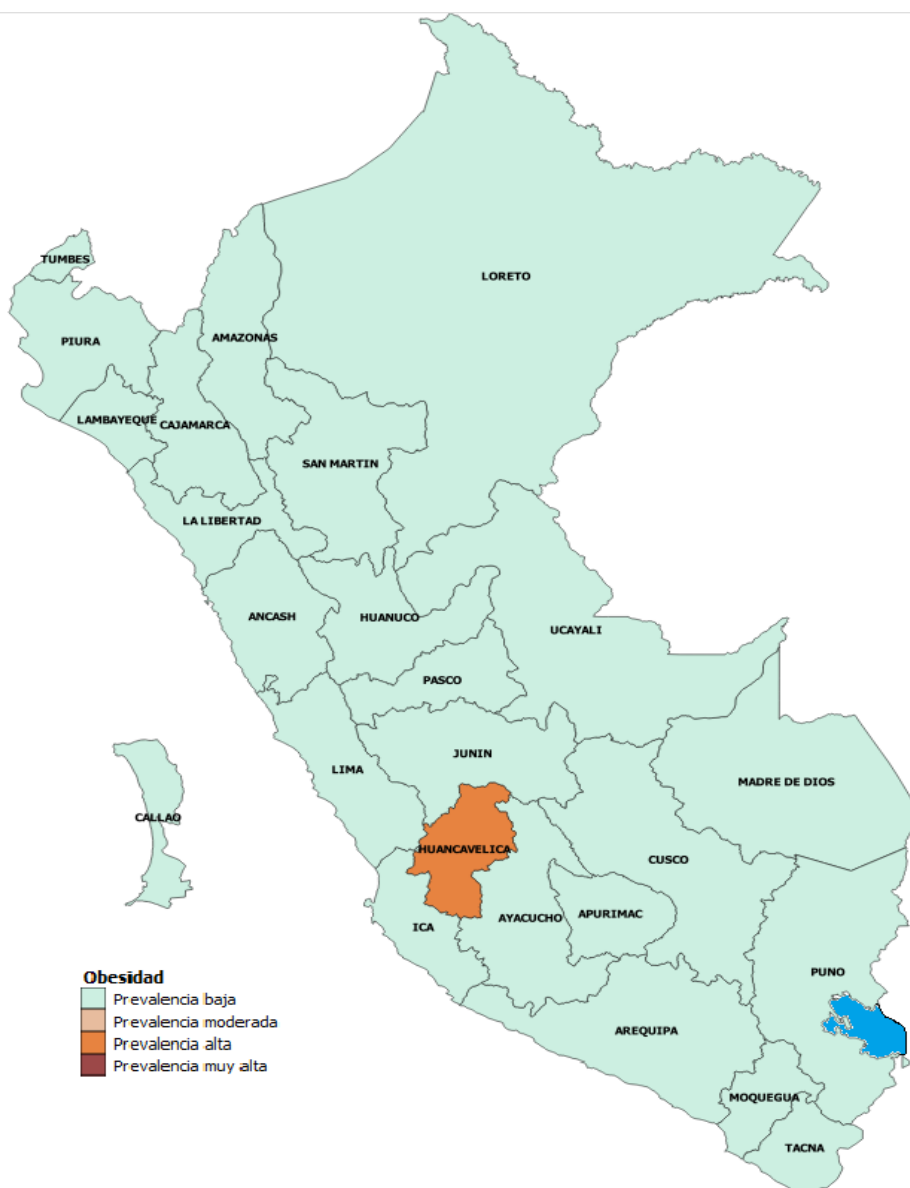 TUMBES
LORETO
PIURA
AMAZONAS
LAMBAYEQUE
CAJAMARCA
SAN MARTIN
LA LIBERTAD
ANCASH
HUANUCO
UCAYALI
PASCO
JUNIN
LIMA
MADRE DE DIOS
CALLAO
HUANCAVELICA
CUSCO
AYACUCHO
APURIMAC
ICA
PUNO
AREQUIPA
MOQUEGUA
TACNA
Obesidad
Prevalencia baja
Prevalencia moderada
Prevalencia alta
Prevalencia muy alta